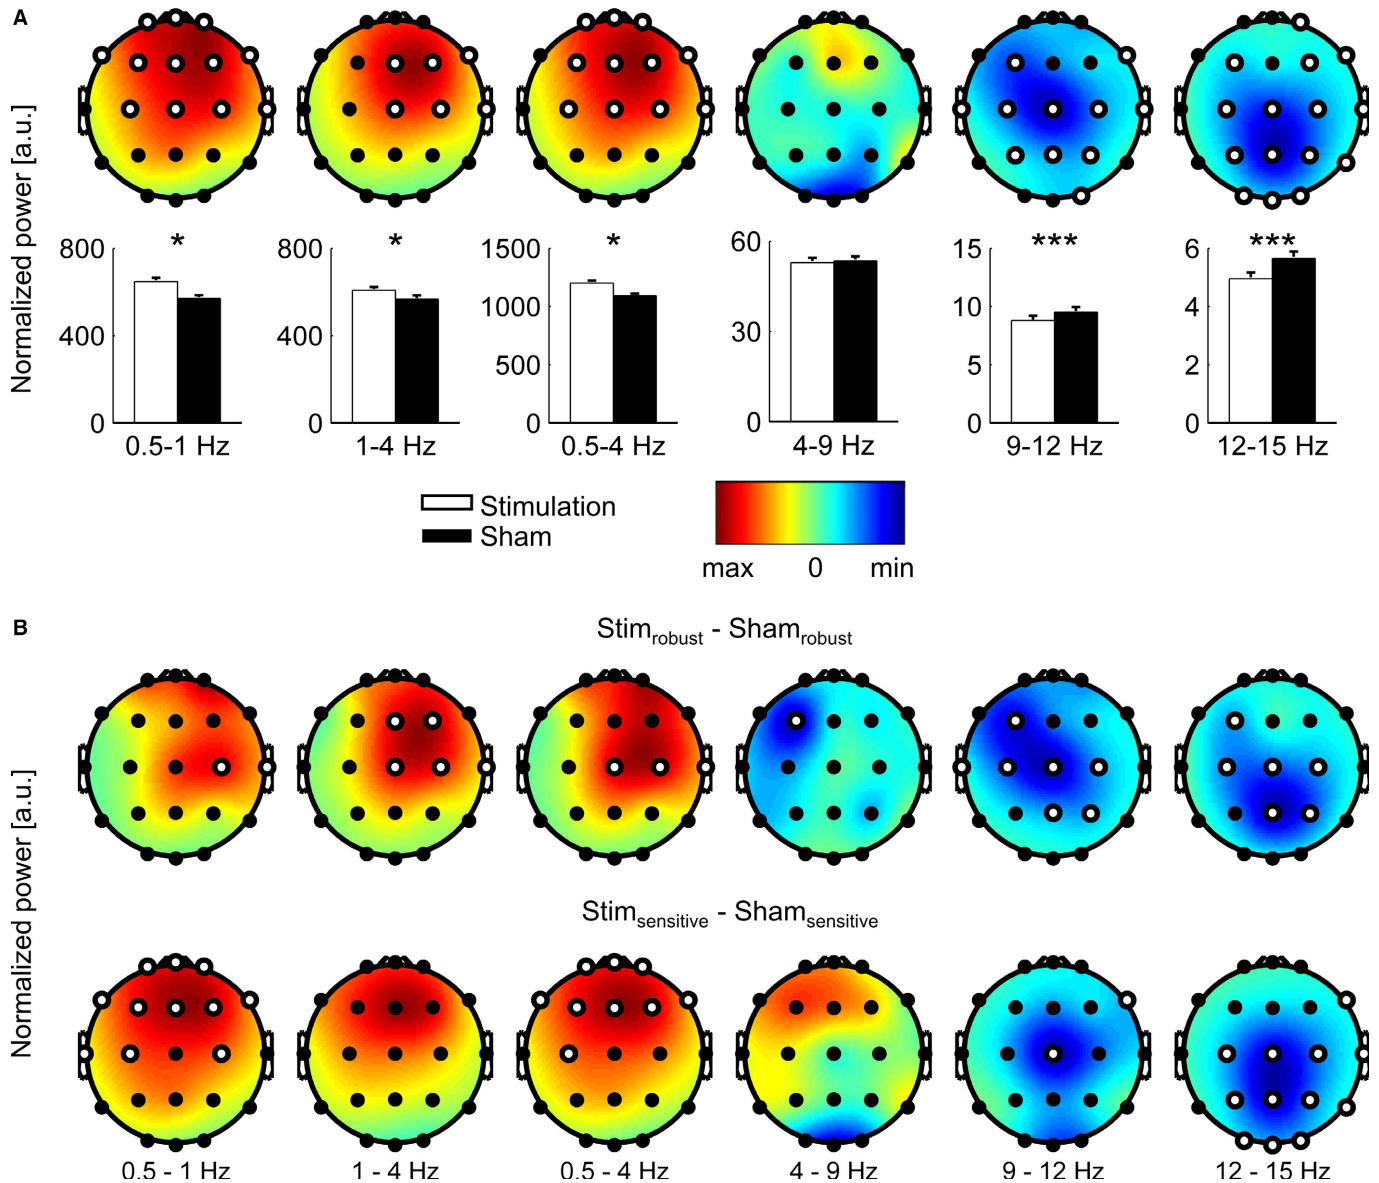 A
Normalized power [a.u.]
800
400
0
*
0.5-1 Hz
800
400
0
*
1-4 Hz
1500
1000
500
0
*
0.5-4 Hz
60
30
0
4-9 Hz
15
10
5
0
***
9-12 Hz
6
4
2
0
***
12-15 Hz
Stimulation
Sham
max 0 min
B
Stimrobust - Shamrobust
Normalized power [a.u.]
Stimsensitive - Shamsensitive
0.5 - 1 Hz 1 - 4 Hz 0.5 - 4 Hz 4 - 9 Hz 9 - 12 Hz 12 - 15 Hz